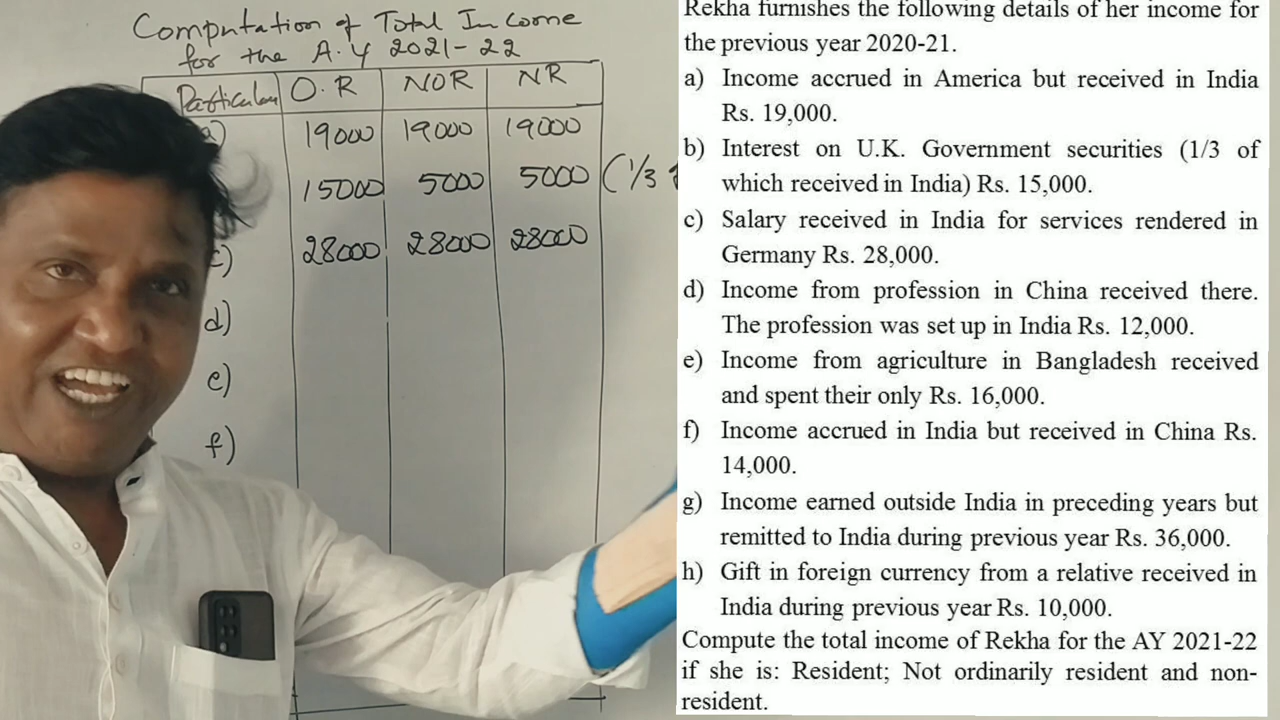 Computation of Total Income
for the A.Y 2021-22
Particulars O.R NOR NR
a) 19000 19000 19000
15000 5000 5000 (1/3
c) 28000 28000 28000
d)
e)
f)
Rekha furnishes the following details of her income for
the previous year 2020-21.
a) Income accrued in America but received in India
Rs. 19,000.
b) Interest on U.K. Government securities (1/3 of
which received in India) Rs. 15,000.
c) Salary received in India for services rendered in
Germany Rs. 28,000.
d) Income from profession in China received there.
The profession was set up in India Rs. 12,000.
e) Income from agriculture in Bangladesh received
and spent their only Rs. 16,000.
f) Income accrued in India but received in China Rs.
14,000.
g) Income earned outside India in preceding years but
remitted to India during previous year Rs. 36,000.
h) Gift in foreign currency from a relative received in
India during previous year Rs. 10,000.
Compute the total income of Rekha for the AY 2021-22
if she is: Resident; Not ordinarily resident and non-
resident.